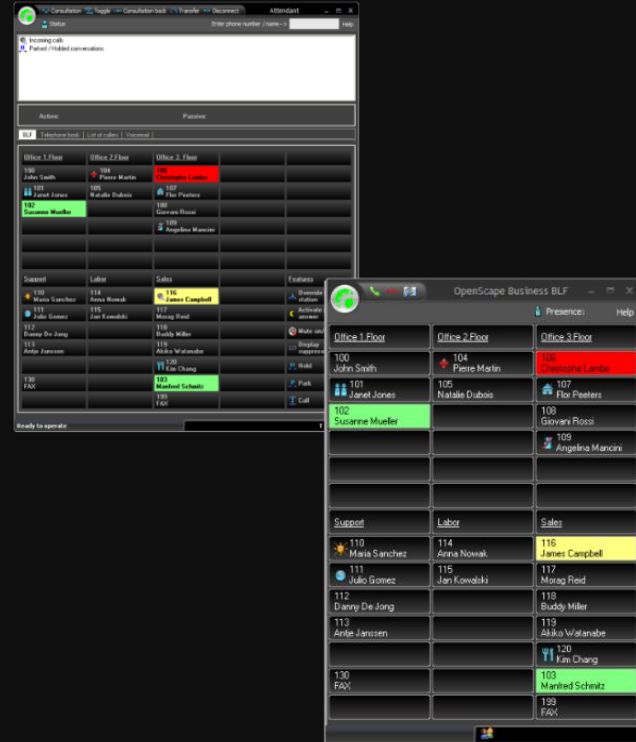 Consultation Toggle Consultation back Transfer Disconnect Attendant
Status Enter phone number / name-> Help
Incoming calls
Parked / Holded conversations
Active: Passive:
BLF Telephone book List of callers Voicemail
Office 1.Floor Office 2.Floor Office 3. Floor
100 104 106
John Smith Pierre Martin Christophe Lambe
101 105 107
Janet Jones Natalie Dubois Flor Peeters
102 108
Susanne Mueller Giovani Rossi
109
Angelina Mancini
Support Labor Sales Features
110 114 116 Override
Maria Sanchez Anna Nowak James Campbell station
111 115 117 Activate
Julio Gomez Jan Kowalski Morag Reid answer
112 118 Mute
Danny De Jong Buddy Miller
113 119 Display
Antje Janssen Akiko Watanabe suppress
120 Hold
Kim Chang
130 103 Park
FAX Manfred Schmitz
199 Call
FAX
Ready to operate
OpenScape Business BLF
Presence: Help
Office 1.Floor Office 2.Floor Office 3.Floor
100 104 106
John Smith Pierre Martin Christophe Lambe
101 105 107
Janet Jones Natalie Dubois Flor Peeters
102 108
Susanne Mueller Giovani Rossi
109
Angelina Mancini
Support Labor Sales
110 114 116
Maria Sanchez Anna Nowak James Campbell
111 115 117
Julio Gomez Jan Kowalski Morag Reid
112 118
Danny De Jong Buddy Miller
113 119
Antje Janssen Akiko Watanabe
120
Kim Chang
130 103
FAX Manfred Schmitz
199
FAX